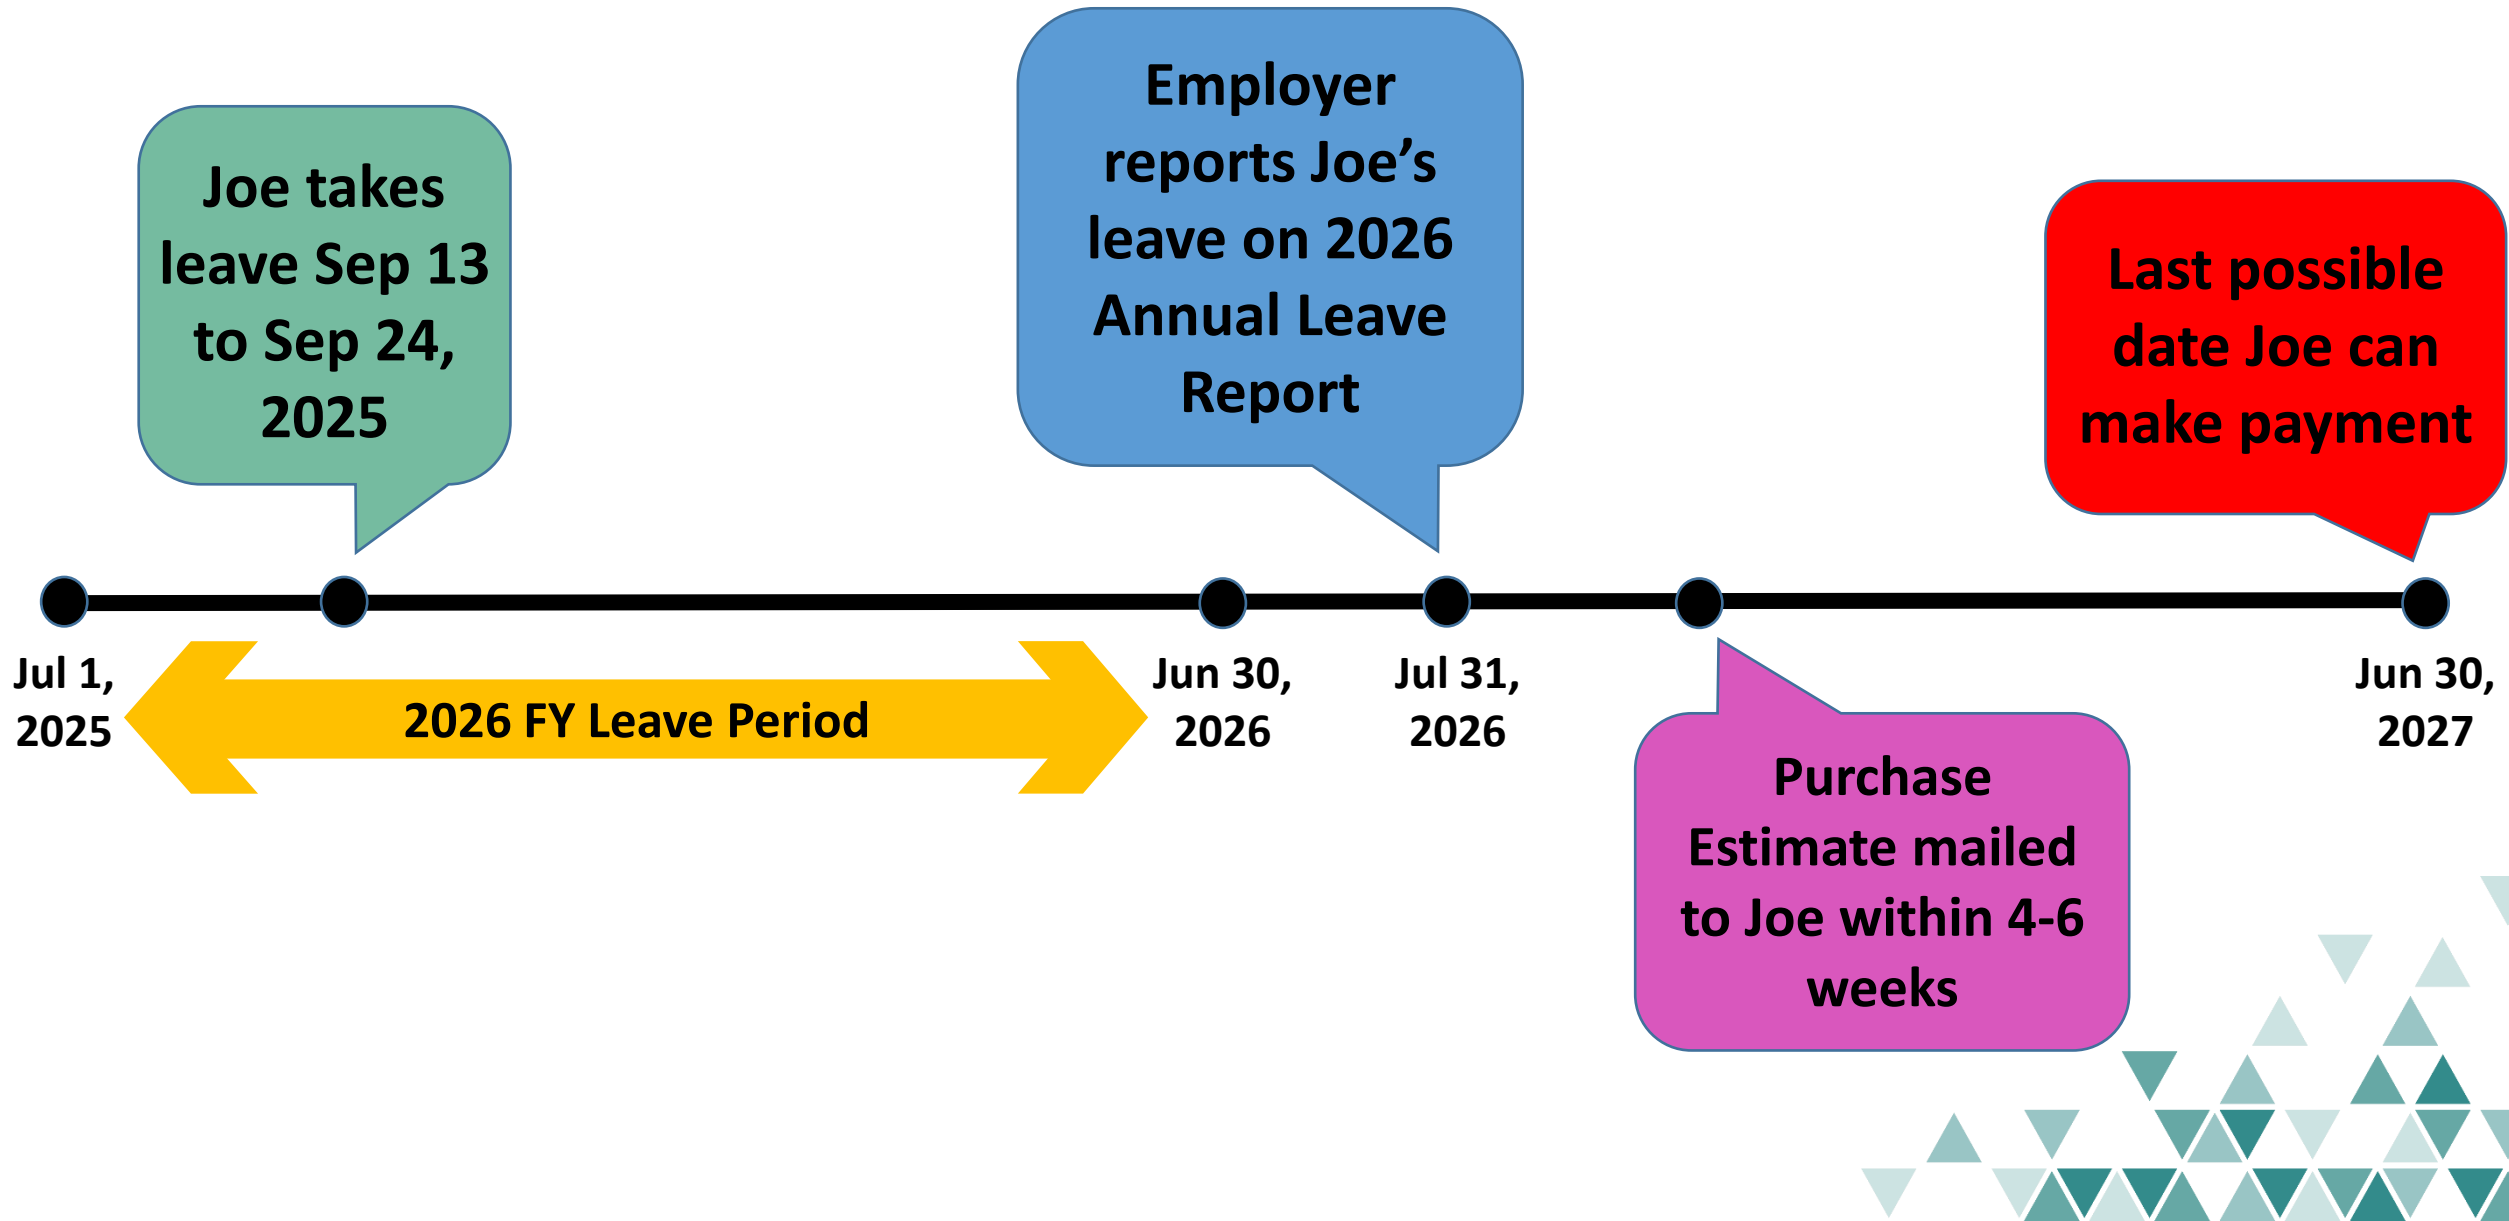 Joe takes
leave Sep 13
to Sep 24,
2025
Employer
reports Joe’s
leave on 2026
Annual Leave
Report
Last possible
date Joe can
make payment
Jul 1,
2025
2026 FY Leave Period
Jun 30,
2026
Jul 31,
2026
Jun 30,
2027
Purchase
Estimate mailed
to Joe within 4-6
weeks